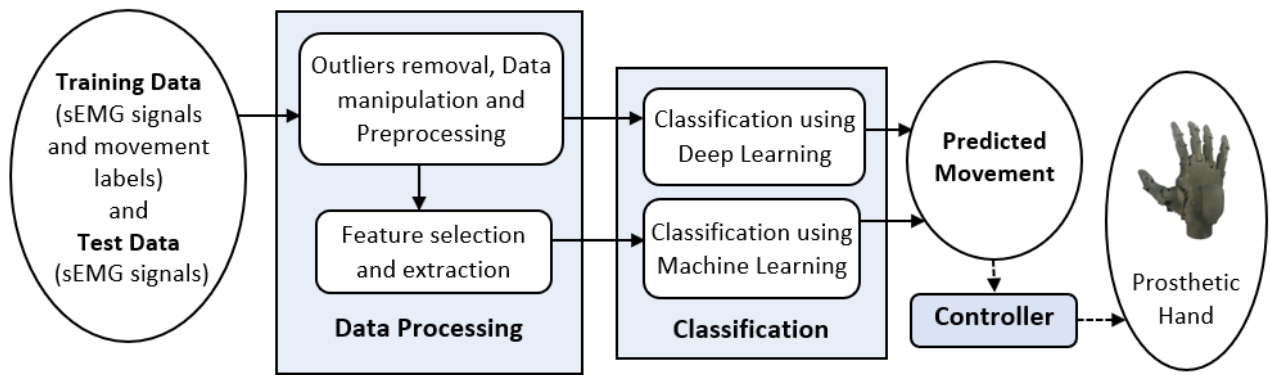 Training Data
(sEMG signals
and movement
labels)
and
Test Data
(sEMG signals)
Outliers removal, Data
manipulation and
Preprocessing
Feature selection
and extraction
Data Processing
Classification using
Deep Learning
Classification using
Machine Learning
Classification
Predicted
Movement
Controller
Prosthetic
Hand